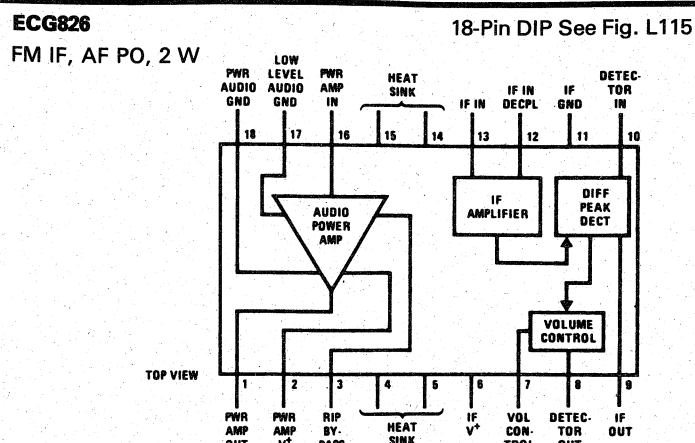 ECG826
18-Pin DIP See Fig. L115
FM IF, AF PO, 2 W
PWR
AUDIO
GND
LOW
LEVEL
AUDIO
GND
PWR
AMP
IN
HEAT
SINK
IF IN
IF IN
DECPL
IF
GND
DETEC-
TOR
IN
18
17
16
15
14
13
12
11
10
AUDIO
POWER
AMP
IF
AMPLIFIER
DIFF
PEAK
DECT
VOLUME
CONTROL
TOP VIEW
1
2
3
4
5
6
7
8
9
PWR
AMP
OUT
PWR
AMP
V+
RIP
BY-
PASS
HEAT
SINK
IF
V+
VOL
CON-
TROL
DETEC-
TOR
OUT
IF
OUT